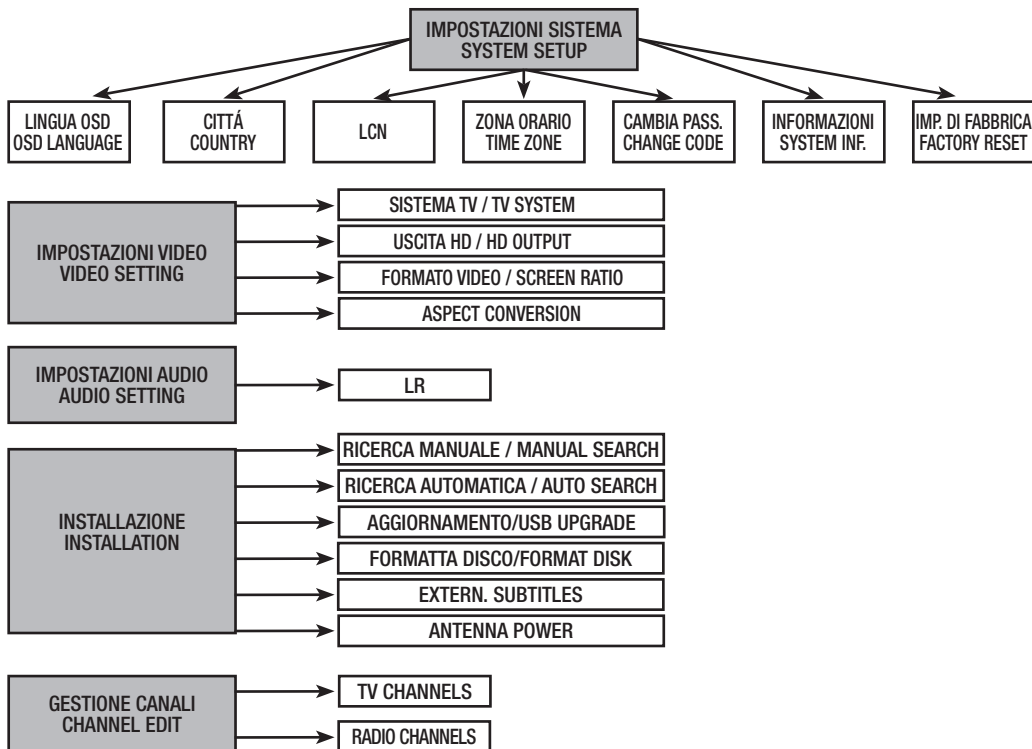 IMPOSTAZIONI SISTEMA
SYSTEM SETUP
LINGUA OSD
OSD LANGUAGE
CITTÁ
COUNTRY
LCN
ZONA ORARIO
TIME ZONE
CAMBIA PASS.
CHANGE CODE
INFORMAZIONI
SYSTEM INF.
IMP. DI FABBRICA
FACTORY RESET
IMPOSTAZIONI VIDEO
VIDEO SETTING
SISTEMA TV / TV SYSTEM
USCITA HD / HD OUTPUT
FORMATO VIDEO / SCREEN RATIO
ASPECT CONVERSION
IMPOSTAZIONI AUDIO
AUDIO SETTING
LR
INSTALLAZIONE
INSTALLATION
RICERCA MANUALE / MANUAL SEARCH
RICERCA AUTOMATICA / AUTO SEARCH
AGGIORNAMENTO/USB UPGRADE
FORMATTA DISCO/FORMAT DISK
EXTERN. SUBTITLES
ANTENNA POWER
GESTIONE CANALI
CHANNEL EDIT
TV CHANNELS
RADIO CHANNELS